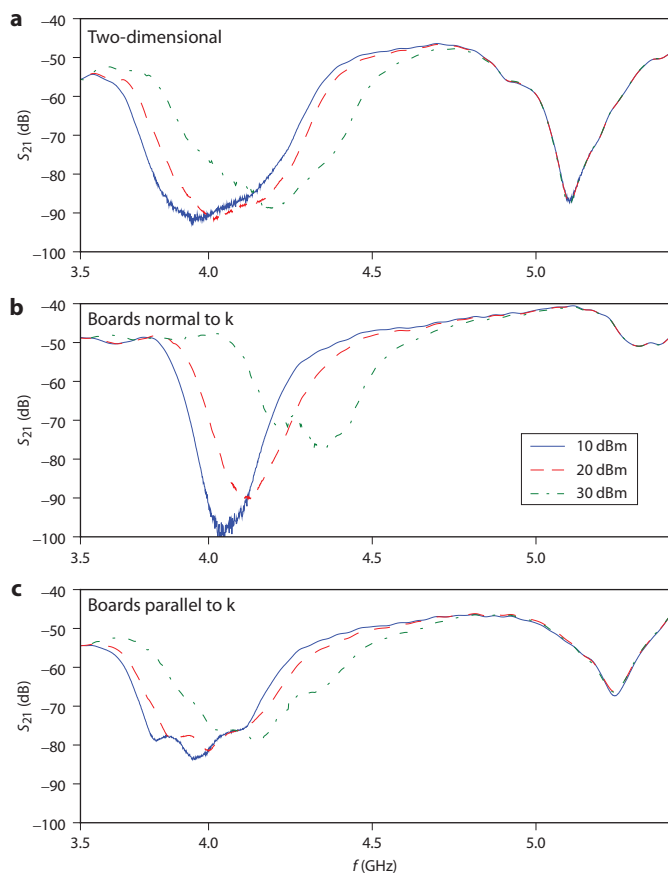 a
Two-dimensional
−40
−50
−60
−70
−80
−90
−100
S21 (dB)
3.5 4.0 4.5 5.0
b
Boards normal to k
−40
−50
−60
−70
−80
−90
−100
S21 (dB)
10 dBm
20 dBm
30 dBm
3.5 4.0 4.5 5.0
c
Boards parallel to k
−40
−50
−60
−70
−80
−90
−100
S21 (dB)
3.5 4.0 4.5 5.0
f (GHz)